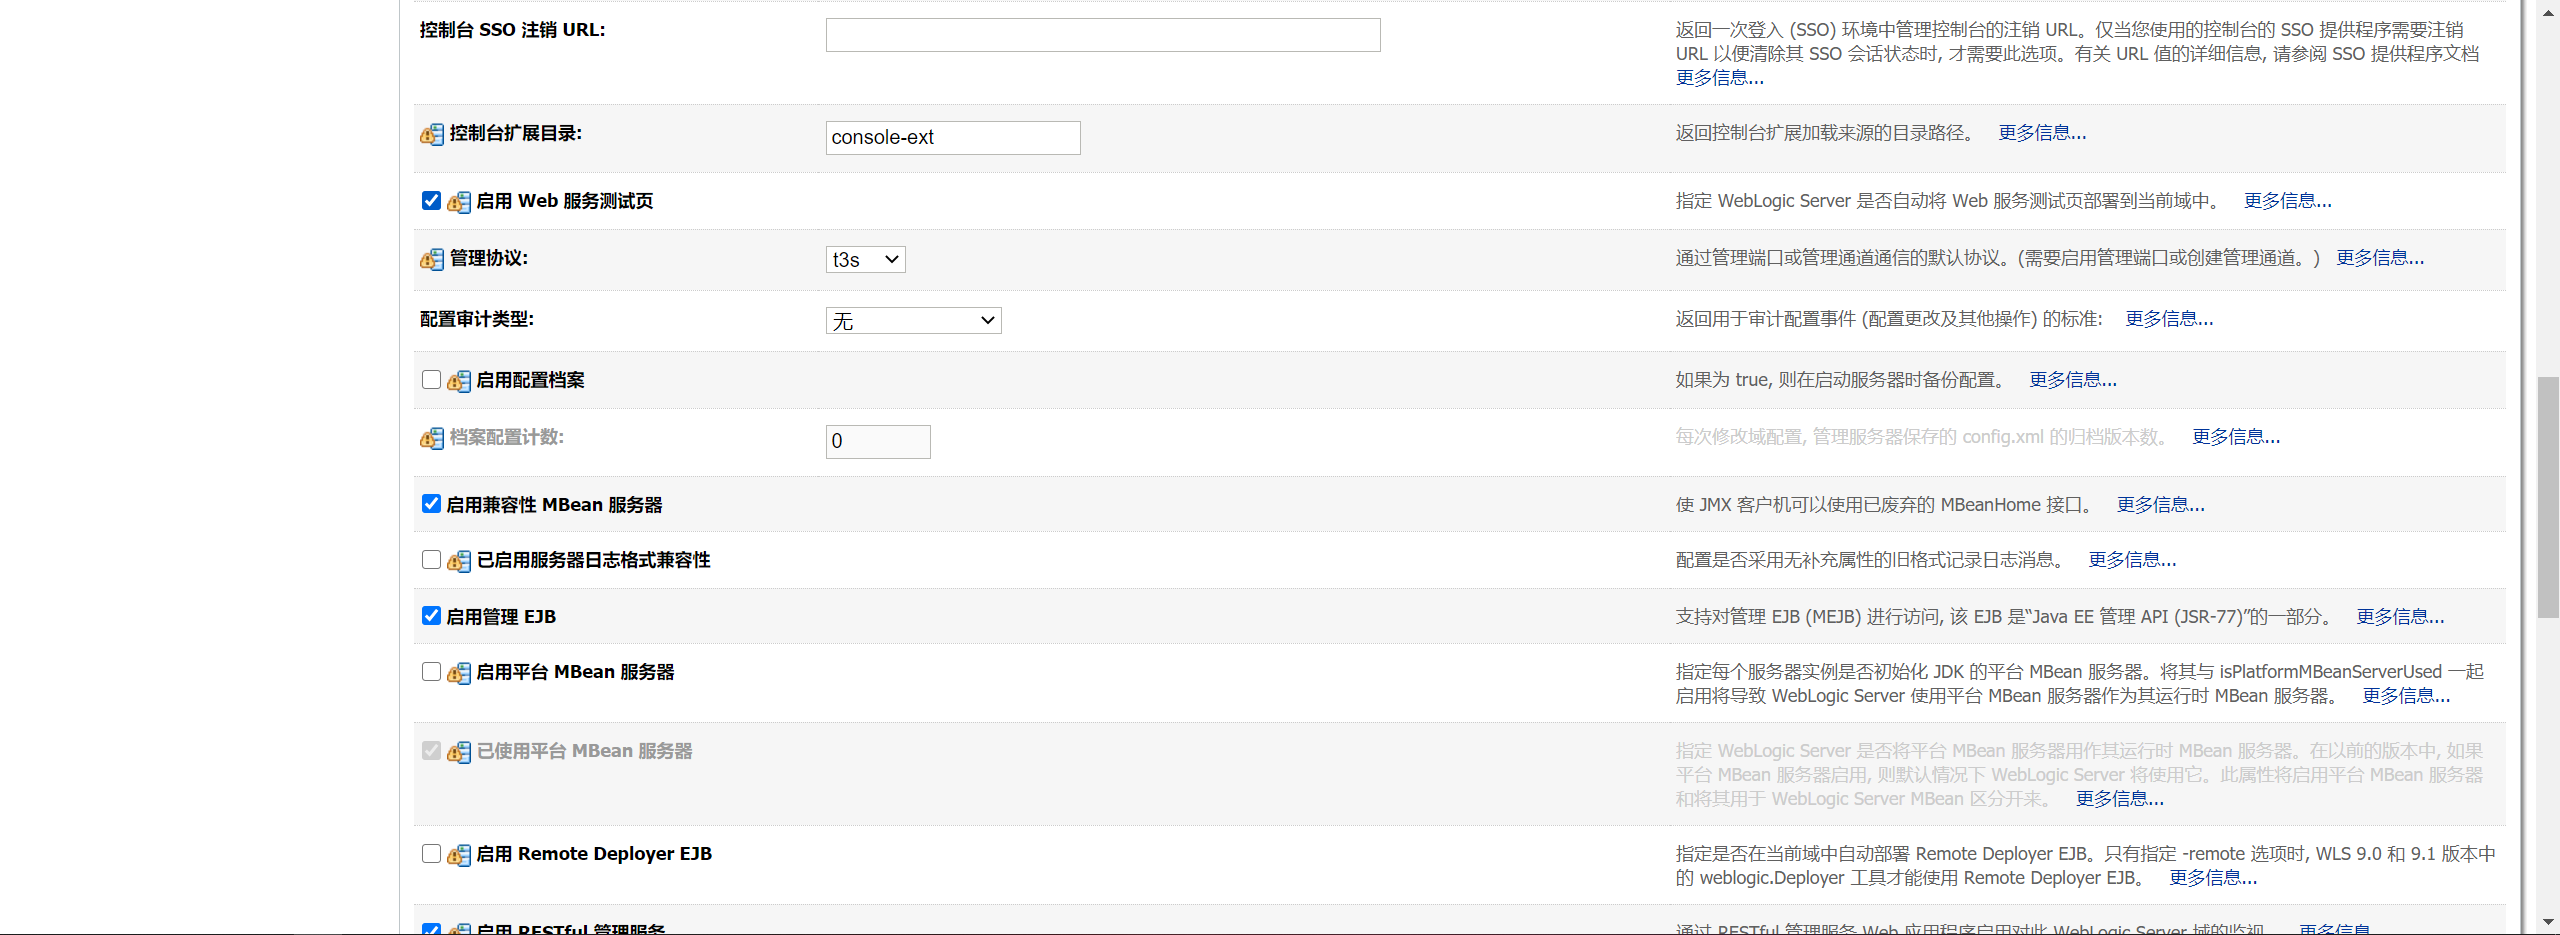 控制台 SSO 注销 URL:
返回一次登入 (SSO) 环境中管理控制台的注销 URL。仅当您使用的控制台的 SSO 提供程序需要注销
URL 以便清除其 SSO 会话状态时, 才需要此选项。有关 URL 值的详细信息, 请参阅 SSO 提供程序文档
更多信息...
控制台扩展目录:
console-ext
返回控制台扩展加载来源的目录路径。 更多信息...
启用 Web 服务测试页
指定 WebLogic Server 是否自动将 Web 服务测试页部署到当前域中。 更多信息...
管理协议:
t3s
通过管理端口或管理通道通信的默认协议。(需要启用管理端口或创建管理通道。) 更多信息...
配置审计类型:
无
返回用于审计配置事件 (配置更改及其他操作) 的标准: 更多信息...
启用配置档案
如果为 true, 则在启动服务器时备份配置。 更多信息...
档案配置计数:
0
每次修改域配置, 管理服务器保存的 config.xml 的归档版本数。 更多信息...
启用兼容性 MBean 服务器
使 JMX 客户机可以使用已废弃的 MBeanHome 接口。 更多信息...
已启用服务器日志格式兼容性
配置是否采用无补充属性的旧格式记录日志消息。 更多信息...
启用管理 EJB
支持对管理 EJB (MEJB) 进行访问, 该 EJB 是“Java EE 管理 API (JSR-77)”的一部分。 更多信息...
启用平台 MBean 服务器
指定每个服务器实例是否初始化 JDK 的平台 MBean 服务器。将其与 isPlatformMBeanServerUsed 一起
启用将导致 WebLogic Server 使用平台 MBean 服务器作为其运行时 MBean 服务器。 更多信息...
已使用平台 MBean 服务器
指定 WebLogic Server 是否将平台 MBean 服务器用作其运行时 MBean 服务器。在以前的版本中, 如果
平台 MBean 服务器启用, 则默认情况下 WebLogic Server 将使用它。此属性将启用平台 MBean 服务器
和将其用于 WebLogic Server MBean 区分开来。 更多信息...
启用 Remote Deployer EJB
指定是否在当前域中自动部署 Remote Deployer EJB。只有指定 -remote 选项时, WLS 9.0 和 9.1 版本中
的 weblogic.Deployer 工具才能使用 Remote Deployer EJB。 更多信息...
启用 RESTful 管理服务
通过 RESTful 管理服务 Web 应用程序启用对此 WebLogic Server 域的监视。 更多信息...